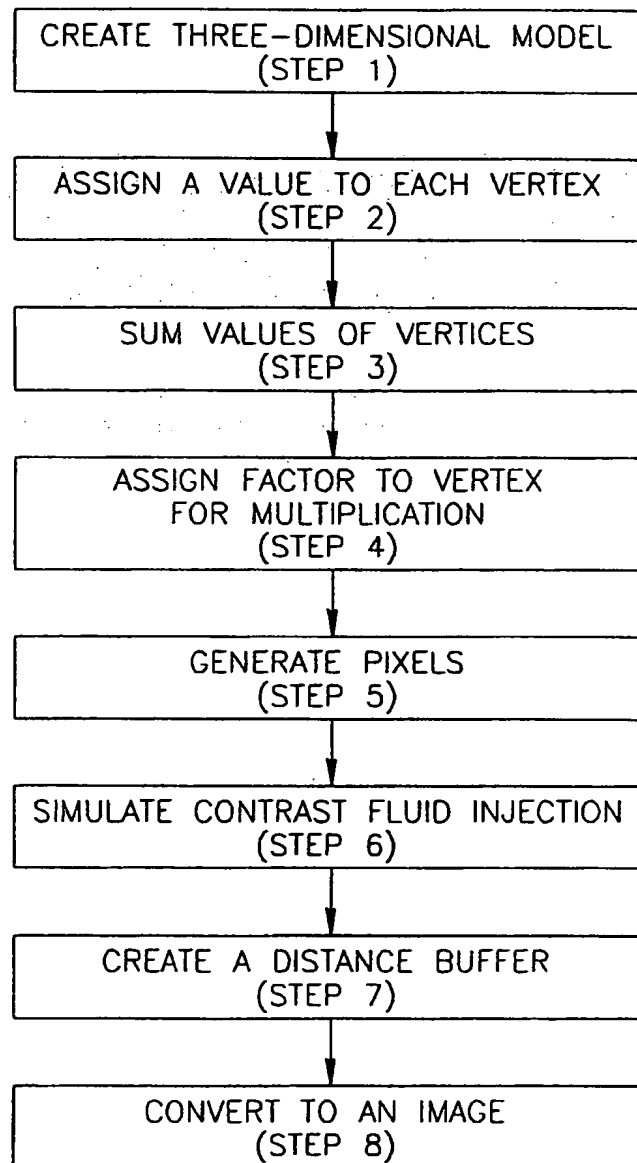 CREATE THREE-DIMENSIONAL MODEL
(STEP 1)
ASSIGN A VALUE TO EACH VERTEX
(STEP 2)
SUM VALUES OF VERTICES
(STEP 3)
ASSIGN FACTOR TO VERTEX
FOR MULTIPLICATION
(STEP 4)
GENERATE PIXELS
(STEP 5)
SIMULATE CONTRAST FLUID INJECTION
(STEP 6)
CREATE A DISTANCE BUFFER
(STEP 7)
CONVERT TO AN IMAGE
(STEP 8)